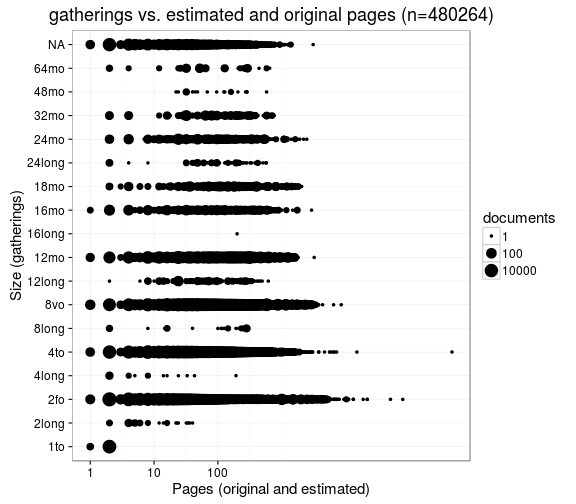 gatherings vs. estimated and original pages (n=480264)
NA
64mo
48mo
32mo
24mo
24long
18mo
16mo
16long
12mo
12long
8vo
8long
4to
4long
2fo
2long
1to
Size (gatherings)
1 10 100
Pages (original and estimated)
documents
1
100
10000